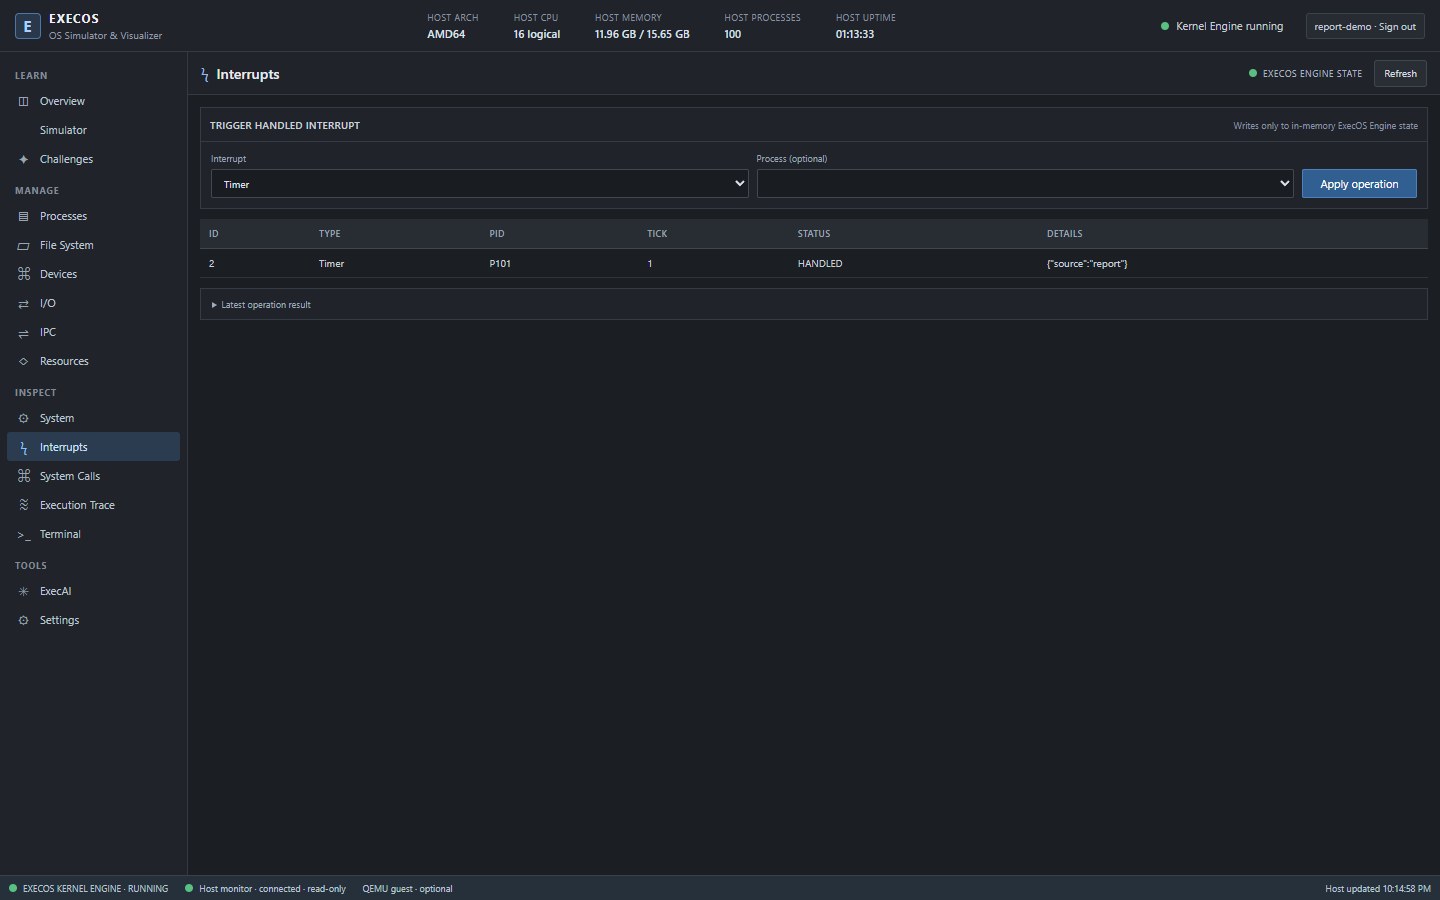 E
EXECOS
OS Simulator & Visualizer
HOST ARCH
AMD64
HOST CPU
16 logical
HOST MEMORY
11.96 GB / 15.65 GB
HOST PROCESSES
100
HOST UPTIME
01:13:33
Kernel Engine running
report-demo · Sign out
LEARN
Overview
Simulator
Challenges
MANAGE
Processes
File System
Devices
I/O
IPC
Resources
INSPECT
System
Interrupts
System Calls
Execution Trace
>_ Terminal
TOOLS
ExecAI
Settings
Interrupts
EXECOS ENGINE STATE
Refresh
TRIGGER HANDLED INTERRUPT
Writes only to in-memory ExecOS Engine state
Interrupt
Timer
Process (optional)
Apply operation
ID TYPE PID TICK STATUS DETAILS
2 Timer P101 1 HANDLED {"source":"report"}
Latest operation result
EXECOS KERNEL ENGINE · RUNNING
Host monitor · connected · read-only
QEMU guest · optional
Host updated 10:14:58 PM